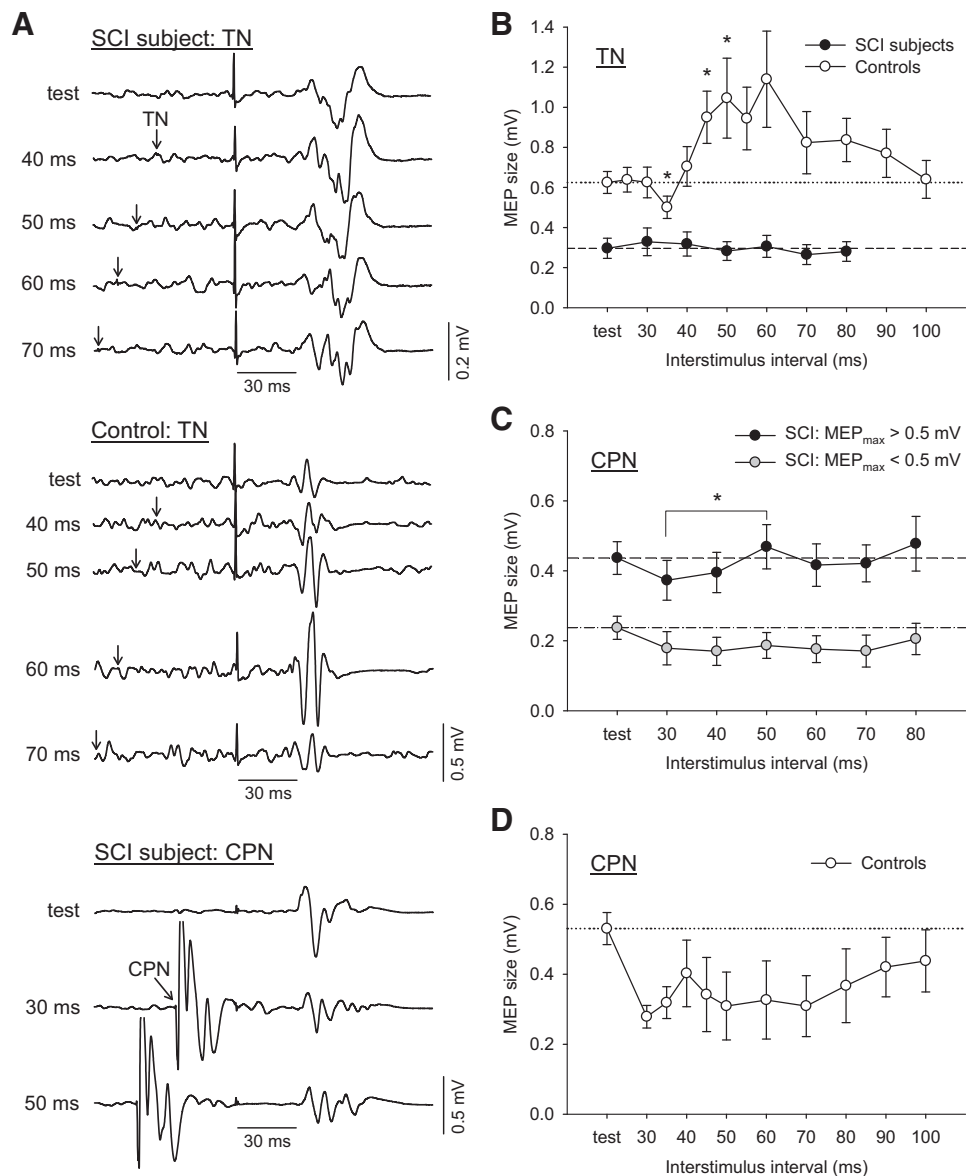 A
SCI subject: TN
test
TN
40 ms
50 ms
60 ms
70 ms
30 ms
0.2 mV
Control: TN
test
40 ms
50 ms
60 ms
70 ms
30 ms
0.5 mV
SCI subject: CPN
test
CPN
30 ms
50 ms
30 ms
0.5 mV
B
TN
SCI subjects
Controls
* * *
MEP size (mV)
1.4
1.2
1.0
0.8
0.6
0.4
0.2
0.0
test 30 40 50 60 70 80 90 100
Interstimulus interval (ms)
C
CPN
SCI: MEPmax > 0.5 mV
SCI: MEPmax < 0.5 mV
*
MEP size (mV)
0.8
0.6
0.4
0.2
0.0
test 30 40 50 60 70 80
Interstimulus interval (ms)
D
CPN
Controls
MEP size (mV)
0.8
0.6
0.4
0.2
0.0
test 30 40 50 60 70 80 90 100
Interstimulus interval (ms)